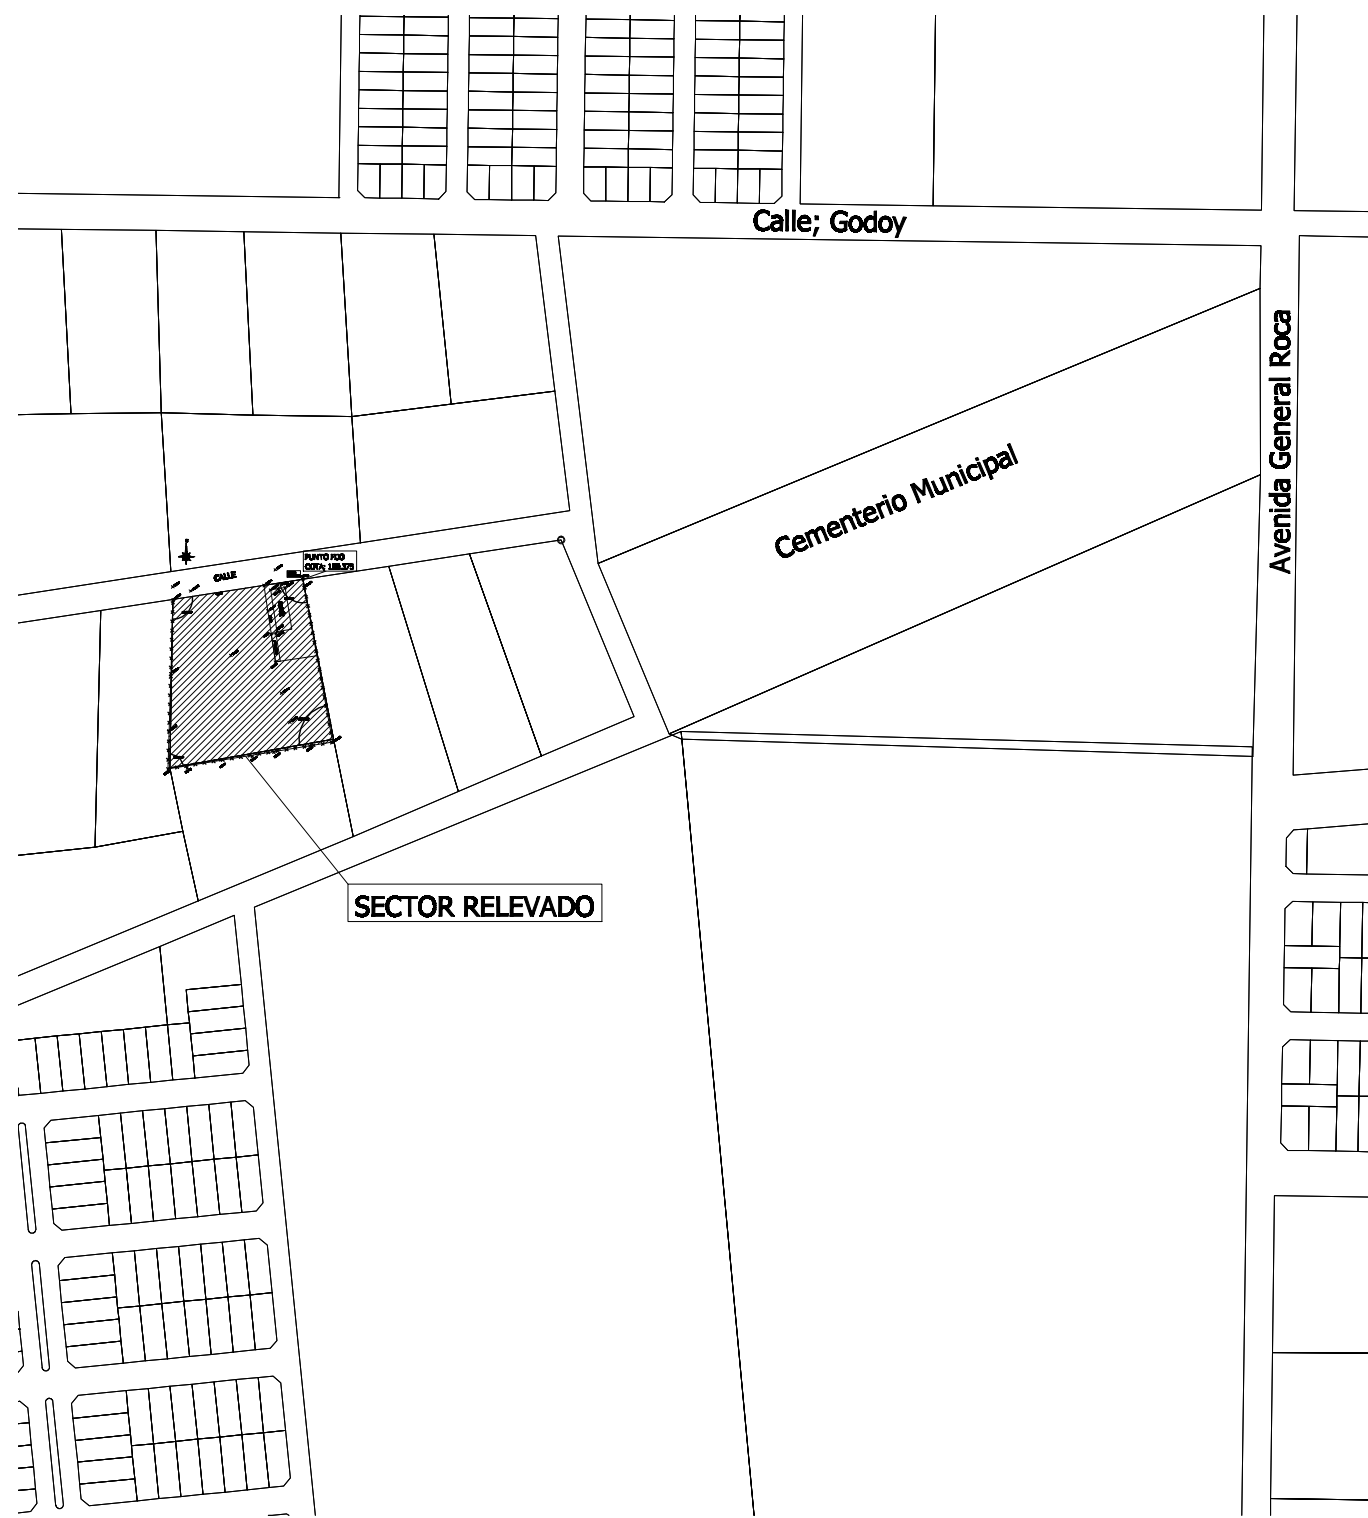 Calle; Godoy
Avenida General Roca
Cementerio Municipal
PUNTO FIJO
CALLE
SECTOR RELEVADO